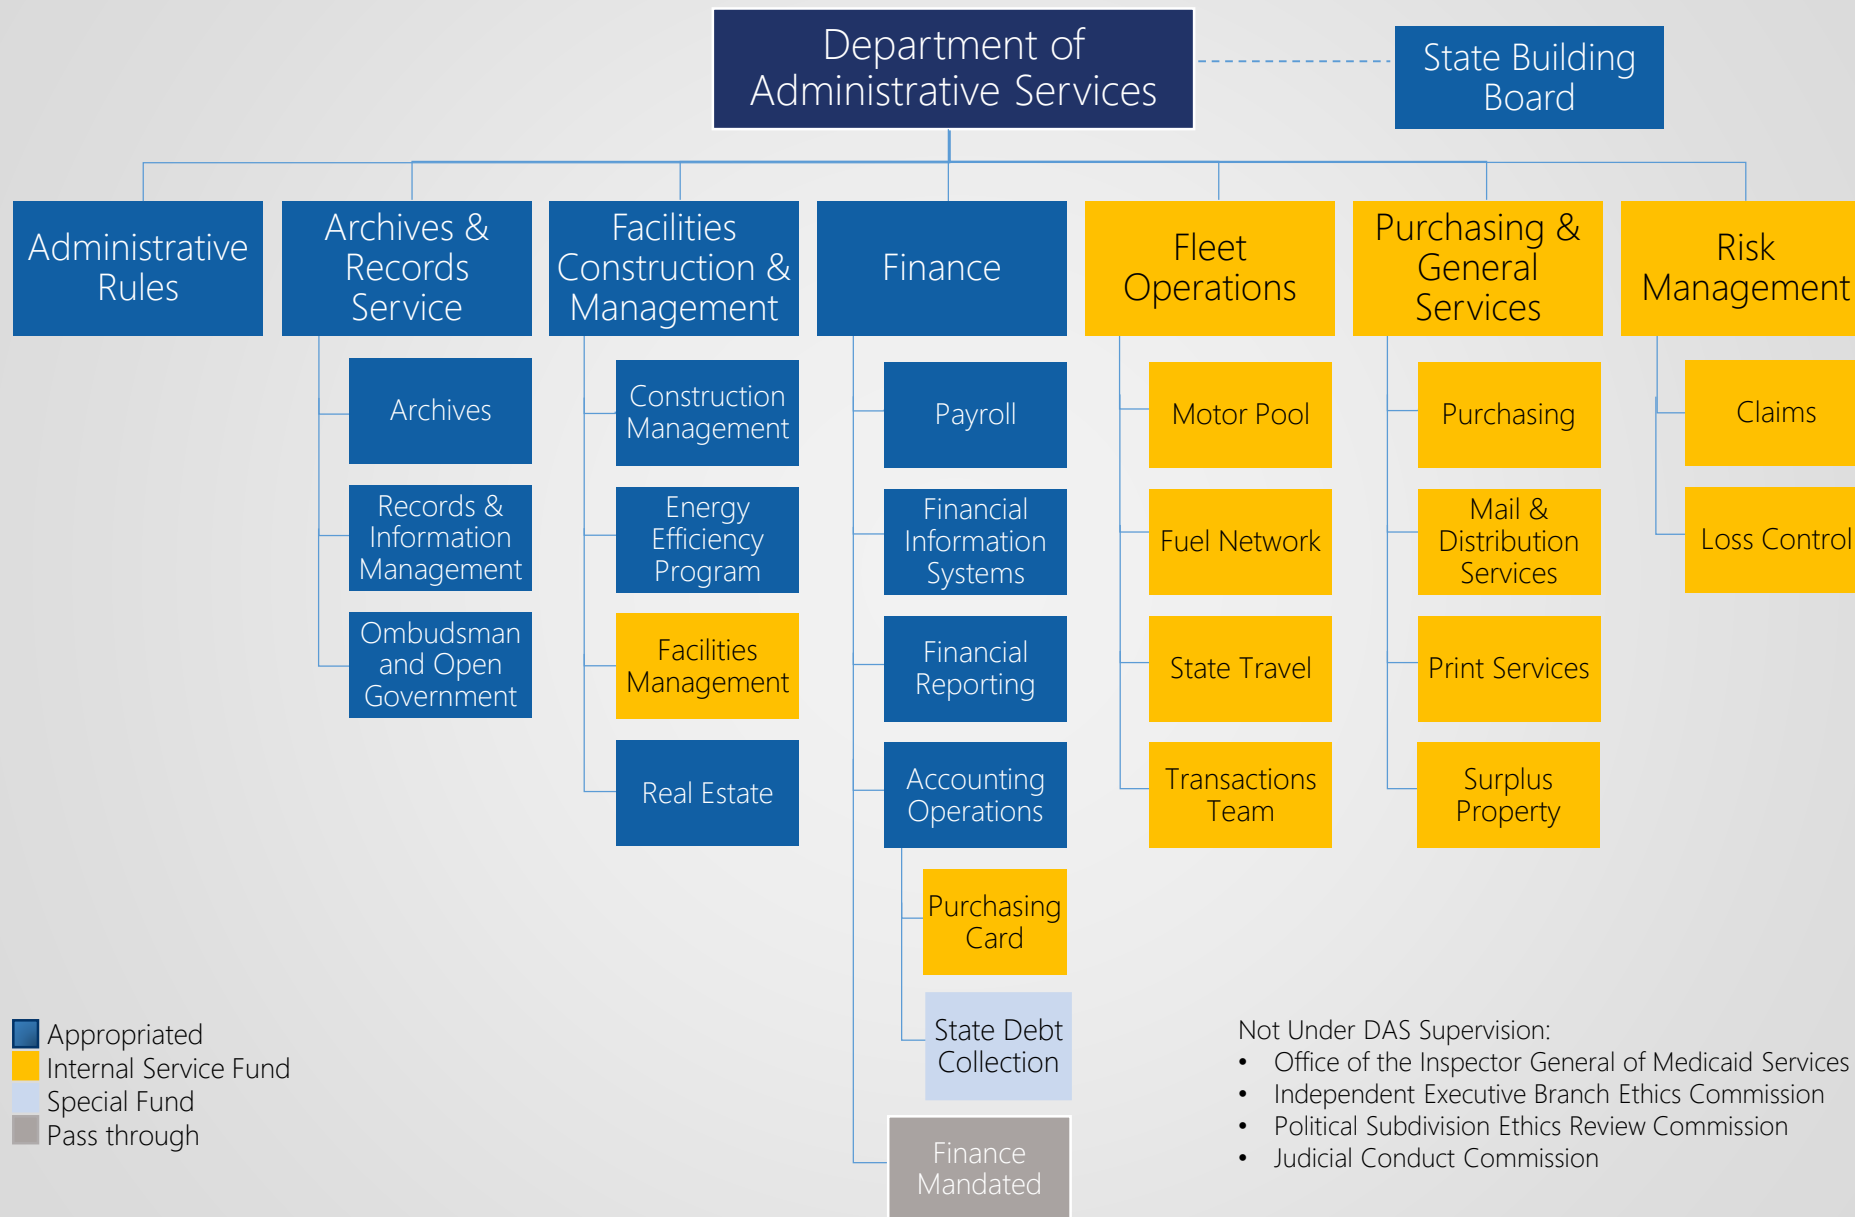 Department of
Administrative Services
State Building
Board
Administrative
Rules
Archives &
Records
Service
Facilities
Construction &
Management
Finance
Fleet
Operations
Purchasing &
General
Services
Risk
Management
Archives
Records &
Information
Management
Ombudsman
and Open
Government
Construction
Management
Energy
Efficiency
Program
Facilities
Management
Real Estate
Payroll
Financial
Information
Systems
Financial
Reporting
Accounting
Operations
Purchasing
Card
State Debt
Collection
Finance
Mandated
Motor Pool
Fuel Network
State Travel
Transactions
Team
Purchasing
Mail &
Distribution
Services
Print Services
Surplus
Property
Claims
Loss Control
Appropriated
Internal Service Fund
Special Fund
Pass through
Not Under DAS Supervision:
• Office of the Inspector General of Medicaid Services
• Independent Executive Branch Ethics Commission
• Political Subdivision Ethics Review Commission
• Judicial Conduct Commission